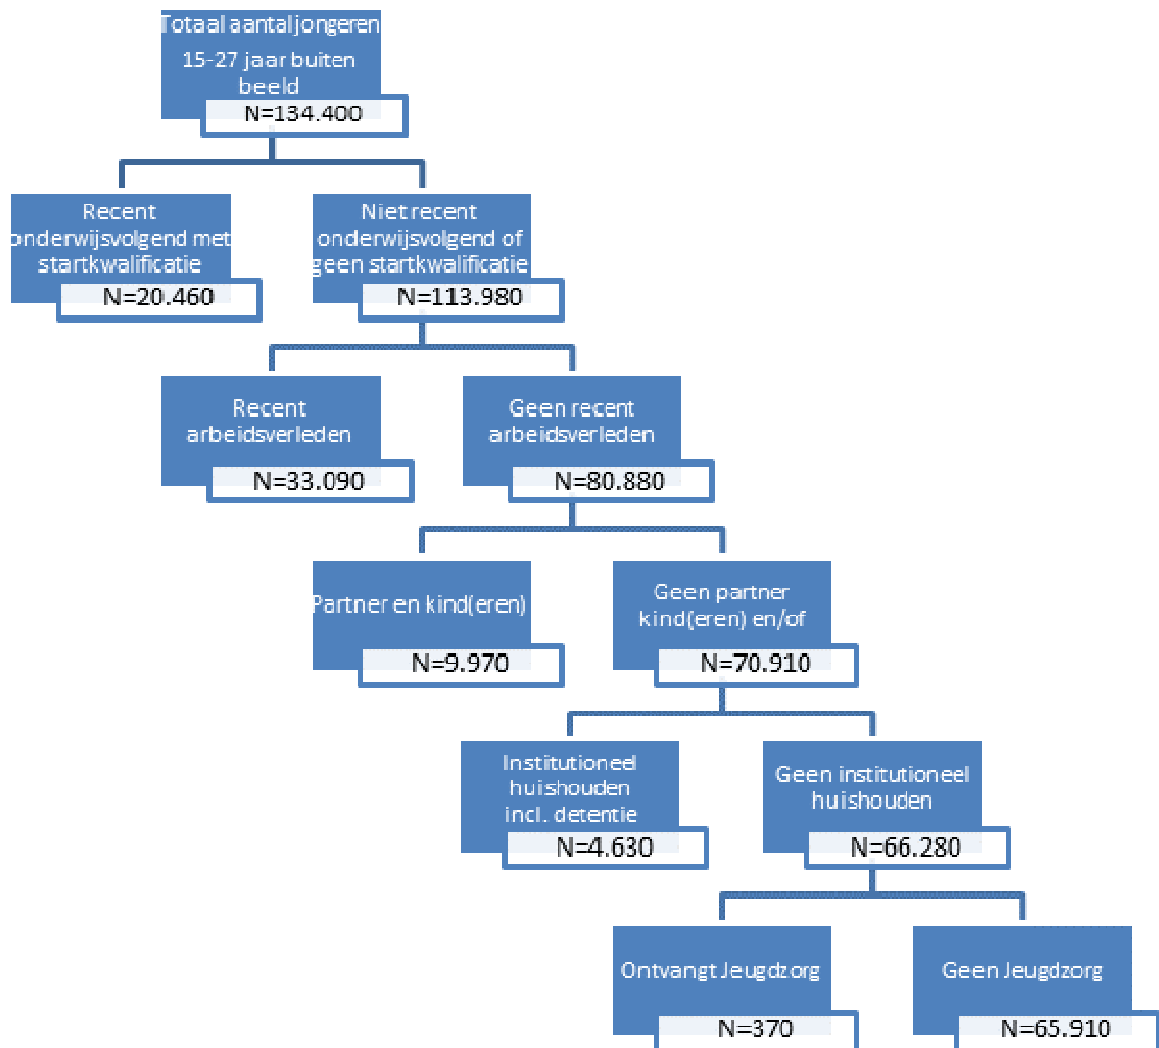 Totaal aantal jongeren
15-27 jaar buiten
beeld
N=134.400
Recent
onderwijsvolgend met
startkwalificatie
N=20.460
Niet recent
onderwijsvolgend of
geen startkwalificatie
N=113.980
Recent
arbeidsverleden
N=33.090
Geen recent
arbeidsverleden
N=80.880
Partner en kind(eren)
N=9.970
Geen partner
kind(eren) en/of
N=70.910
Institutioneel
huishouden
incl. detentie
N=4.630
Geen institutioneel
huishouden
N=66.280
Ontvangt Jeugdzorg
N=370
Geen Jeugdzorg
N=65.910